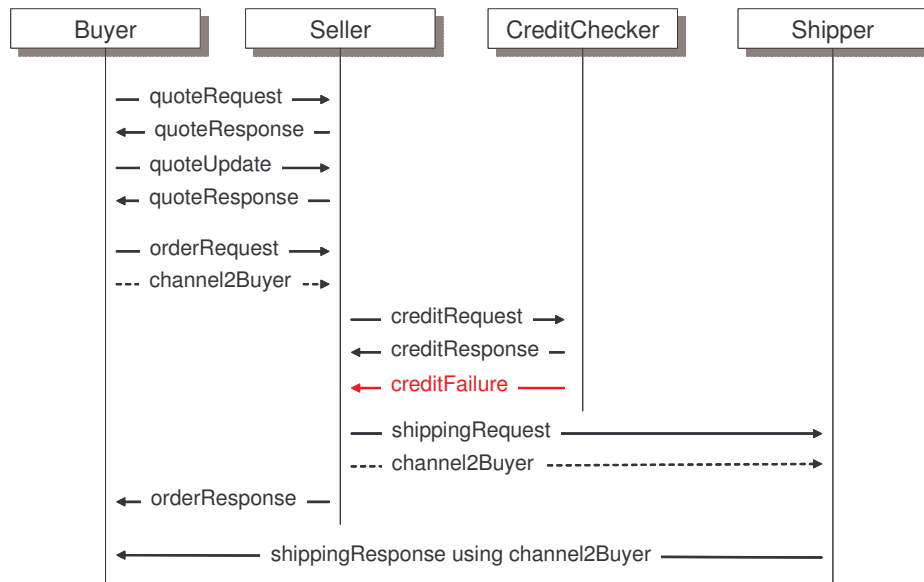 Buyer
Seller
CreditChecker
Shipper
quoteRequest
quoteResponse
quoteUpdate
quoteResponse
orderRequest
channel2Buyer
creditRequest
creditResponse
creditFailure
shippingRequest
channel2Buyer
orderResponse
shippingResponse using channel2Buyer